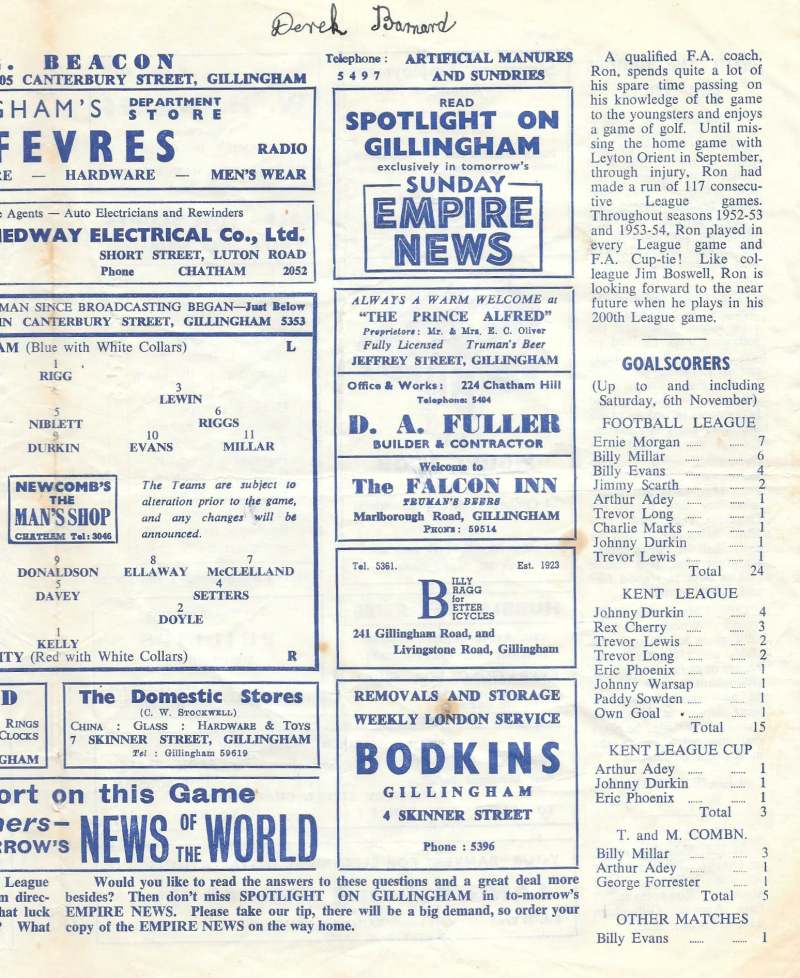 Derek Barnard
. BEACON
05 CANTERBURY STREET, GILLINGHAM
GHAM'S DEPARTMENT
STORE
FEVRES RADIO
RE — HARDWARE — MEN'S WEAR
e Agents — Auto Electricians and Rewinders
MEDWAY ELECTRICAL Co., Ltd.
SHORT STREET, LUTON ROAD
Phone CHATHAM 2052
MAN SINCE BROADCASTING BEGAN—Just Below
IN CANTERBURY STREET, GILLINGHAM 5353
AM (Blue with White Collars) L
1
RIGG
3
LEWIN
5 6
NIBLETT RIGGS
9 10 11
DURKIN EVANS MILLAR
NEWCOMB'S
THE
MAN'S SHOP
CHATHAM Tel: 3046
The Teams are subject to
alteration prior to the game,
and any changes will be
announced.
9 8 7
DONALDSON ELLAWAY McCLELLAND
5 4
DAVEY SETTERS
2
DOYLE
1
KELLY
ITY (Red with White Collars) R
D
RINGS
CLOCKS
GHAM
The Domestic Stores
(C. W. STOCKWELL)
CHINA : GLASS : HARDWARE & TOYS
7 SKINNER STREET, GILLINGHAM
Tel : Gillingham 59619
ort on this Game
ners—
RROW'S NEWS OF THE WORLD
Telephone : ARTIFICIAL MANURES
5497 AND SUNDRIES
READ
SPOTLIGHT ON
GILLINGHAM
exclusively in tomorrow's
SUNDAY
EMPIRE
NEWS
ALWAYS A WARM WELCOME at
"THE PRINCE ALFRED"
Proprietors: Mr. & Mrs. E. C. Oliver
Fully Licensed Truman's Beer
JEFFREY STREET, GILLINGHAM
Office & Works: 224 Chatham Hill
Telephone: 5404
D. A. FULLER
BUILDER & CONTRACTOR
Welcome to
The FALCON INN
TRUMAN'S BEERS
Marlborough Road, GILLINGHAM
PHONE: 59514
Tel. 5361. Est. 1923
BILLY
BAGG
for
BETTER
BICYCLES
241 Gillingham Road, and
Livingstone Road, Gillingham
REMOVALS AND STORAGE
WEEKLY LONDON SERVICE
BODKINS
GILLINGHAM
4 SKINNER STREET
Phone : 5396
League
m direc-
hat luck
? What
Would you like to read the answers to these questions and a great deal more
besides? Then don't miss SPOTLIGHT ON GILLINGHAM in to-morrow's
EMPIRE NEWS. Please take our tip, there will be a big demand, so order your
copy of the EMPIRE NEWS on the way home.
A qualified F.A. coach,
Ron, spends quite a lot of
his spare time passing on
his knowledge of the game
to the youngsters and enjoys
a game of golf. Until mis-
sing the home game with
Leyton Orient in September,
through injury, Ron had
made a run of 117 consecu-
tive League games.
Throughout seasons 1952-53
and 1953-54, Ron played in
every League game and
F.A. Cup-tie! Like col-
league Jim Boswell, Ron is
looking forward to the near
future when he plays in his
200th League game.
GOALSCORERS
(Up to and including
Saturday, 6th November)
FOOTBALL LEAGUE
Ernie Morgan ...... ...... 7
Billy Millar ...... 6
Billy Evans ...... ...... 4
Jimmy Scarth ...... ...... 2
Arthur Adey ...... ...... 1
Trevor Long ...... ...... 1
Charlie Marks ...... ...... 1
Johnny Durkin ...... 1
Trevor Lewis ...... ...... 1
Total 24
KENT LEAGUE
Johnny Durkin ...... ...... 4
Rex Cherry ...... ...... 3
Trevor Lewis ...... ...... 2
Trevor Long ...... ...... 2
Eric Phoenix ...... ...... 1
Johnny Warsap ...... 1
Paddy Sowden ...... ...... 1
Own Goal ...... ...... 1
Total 15
KENT LEAGUE CUP
Arthur Adey ...... ...... 1
Johnny Durkin ...... 1
Eric Phoenix ...... ...... 1
Total 3
T. and M. COMBN.
Billy Millar ...... ...... 3
Arthur Adey ...... ...... 1
George Forrester ...... 1
Total 5
OTHER MATCHES
Billy Evans ...... ...... 1